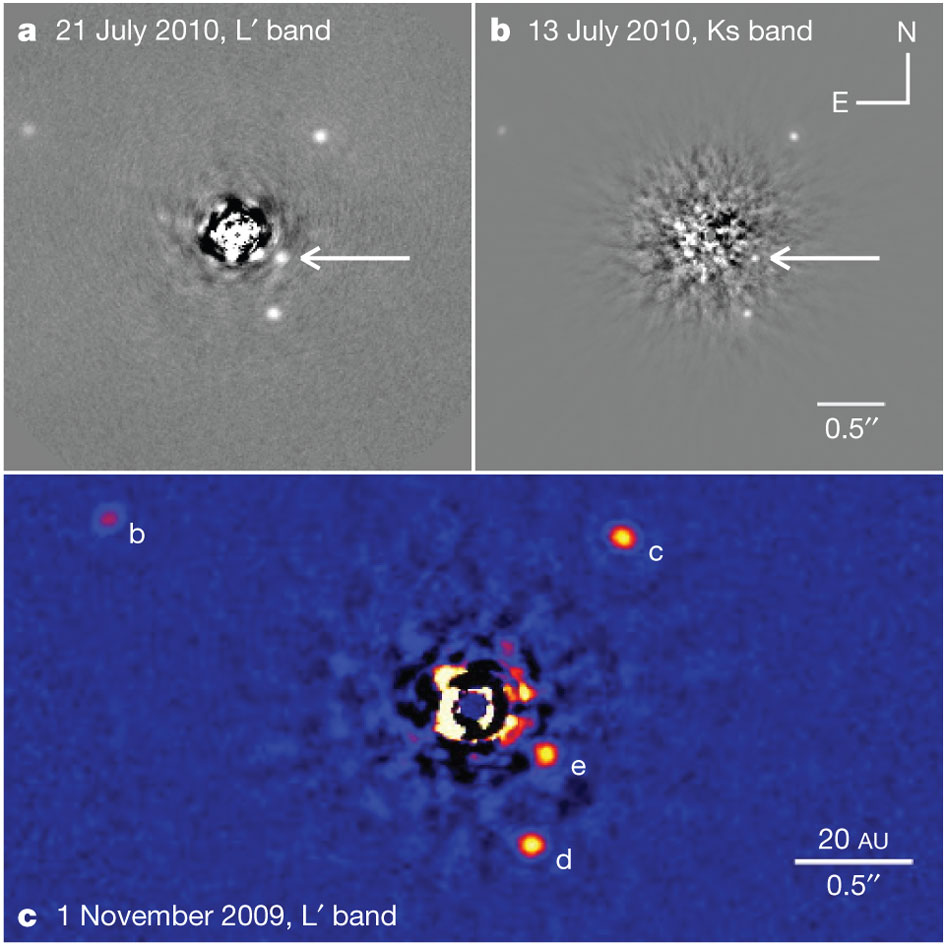 a 21 July 2010, L′ band
b 13 July 2010, Ks band
N
E
0.5″
b
c
e
d
20 AU
0.5″
c 1 November 2009, L′ band